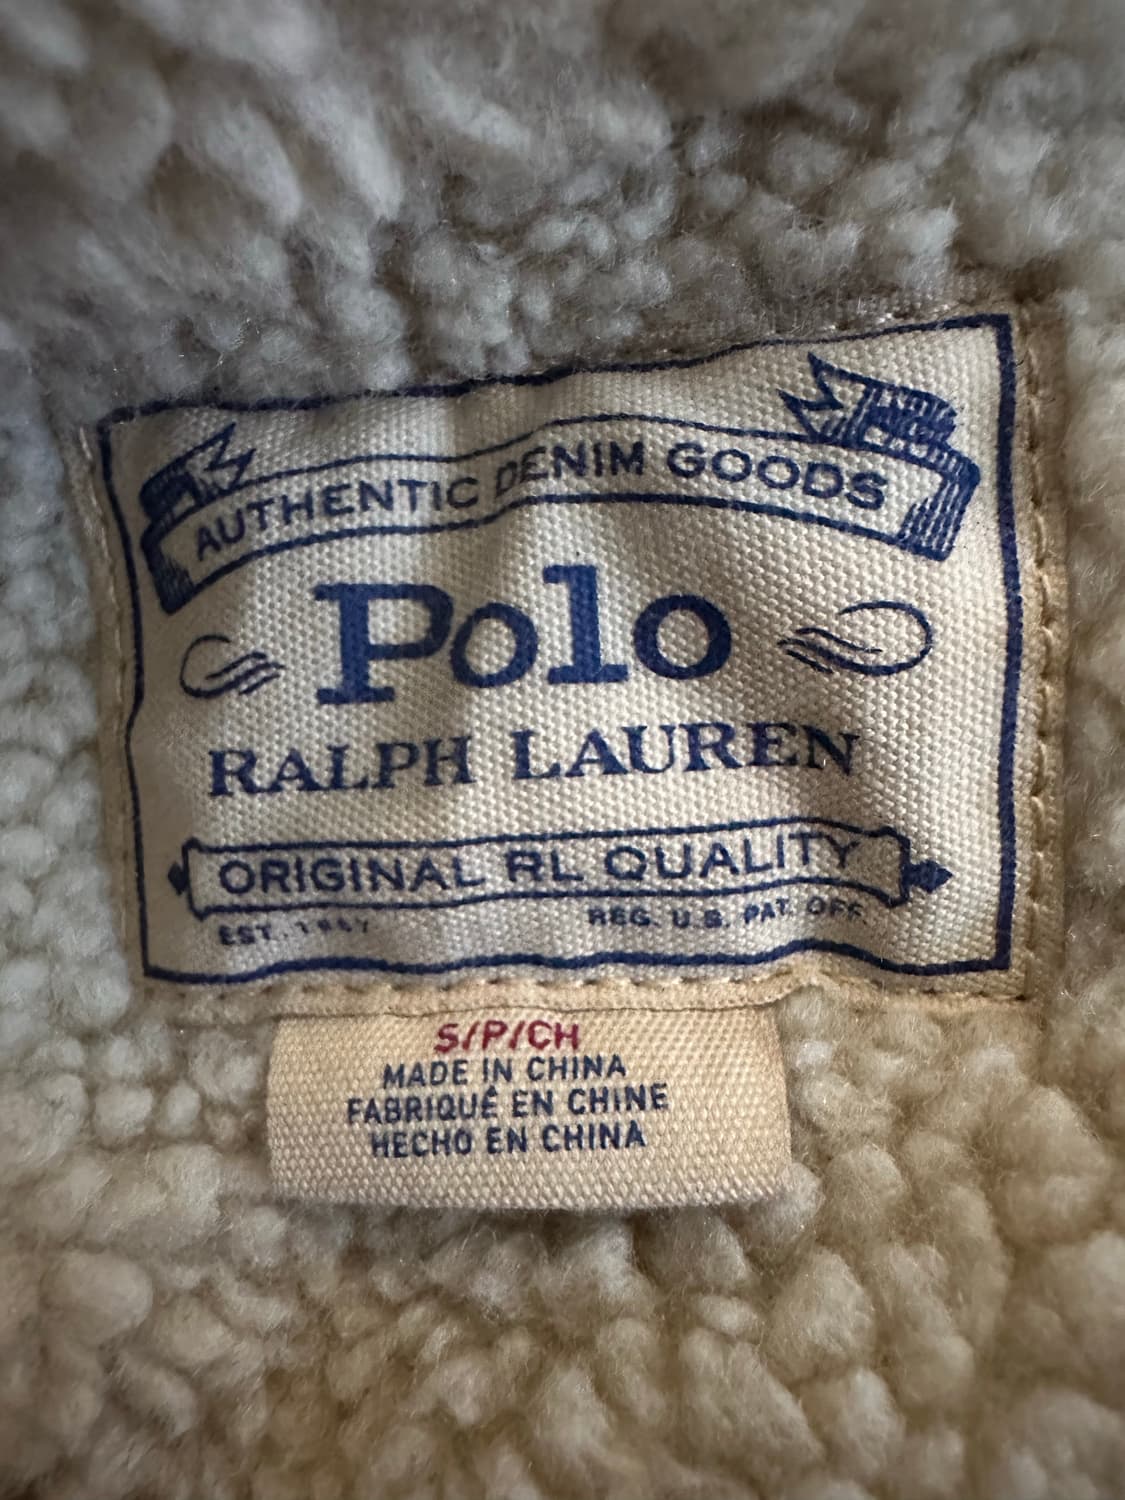 AUTHENTIC DENIM GOODS
Polo
RALPH LAUREN
ORIGINAL RL QUALITY
EST. 1967 REG. U.S. PAT. OFF.
S/P/CH
MADE IN CHINA
FABRIQUÉ EN CHINE
HECHO EN CHINA